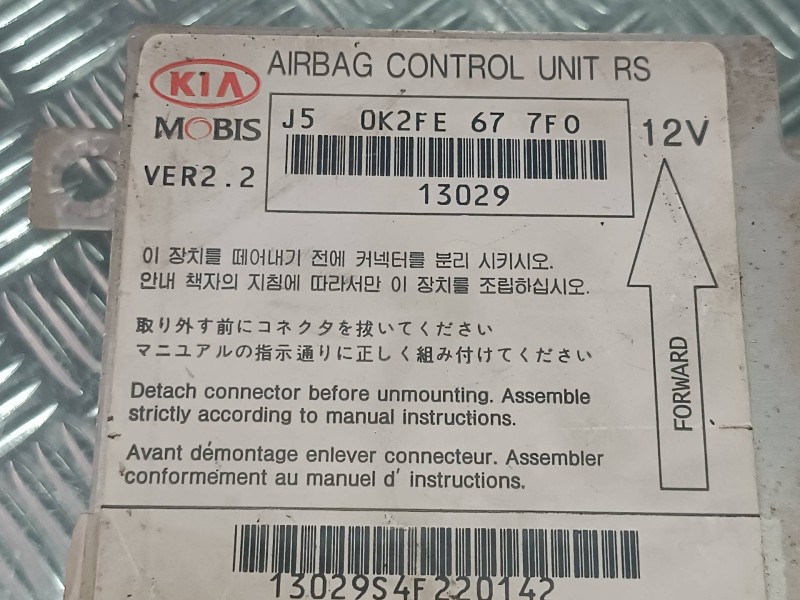 KIA
AIRBAG CONTROL UNIT RS
MOBIS
J5 0K2FE 67 7F0
12V
VER2.2
13029
이 장치를 떼어내기 전에 커넥터를 분리 시키시오.
안내 책자의 지침에 따라서만 이 장치를 조립하십시오.
取り外す前にコネクタを抜いてください
マニュアルの指示通りに正しく組み付けてください
FORWARD
Detach connector before unmounting. Assemble
strictly according to manual instructions.
Avant démontage enlever connecteur. Assembler
conformement au manuel d' instructions.
13029S4F220142